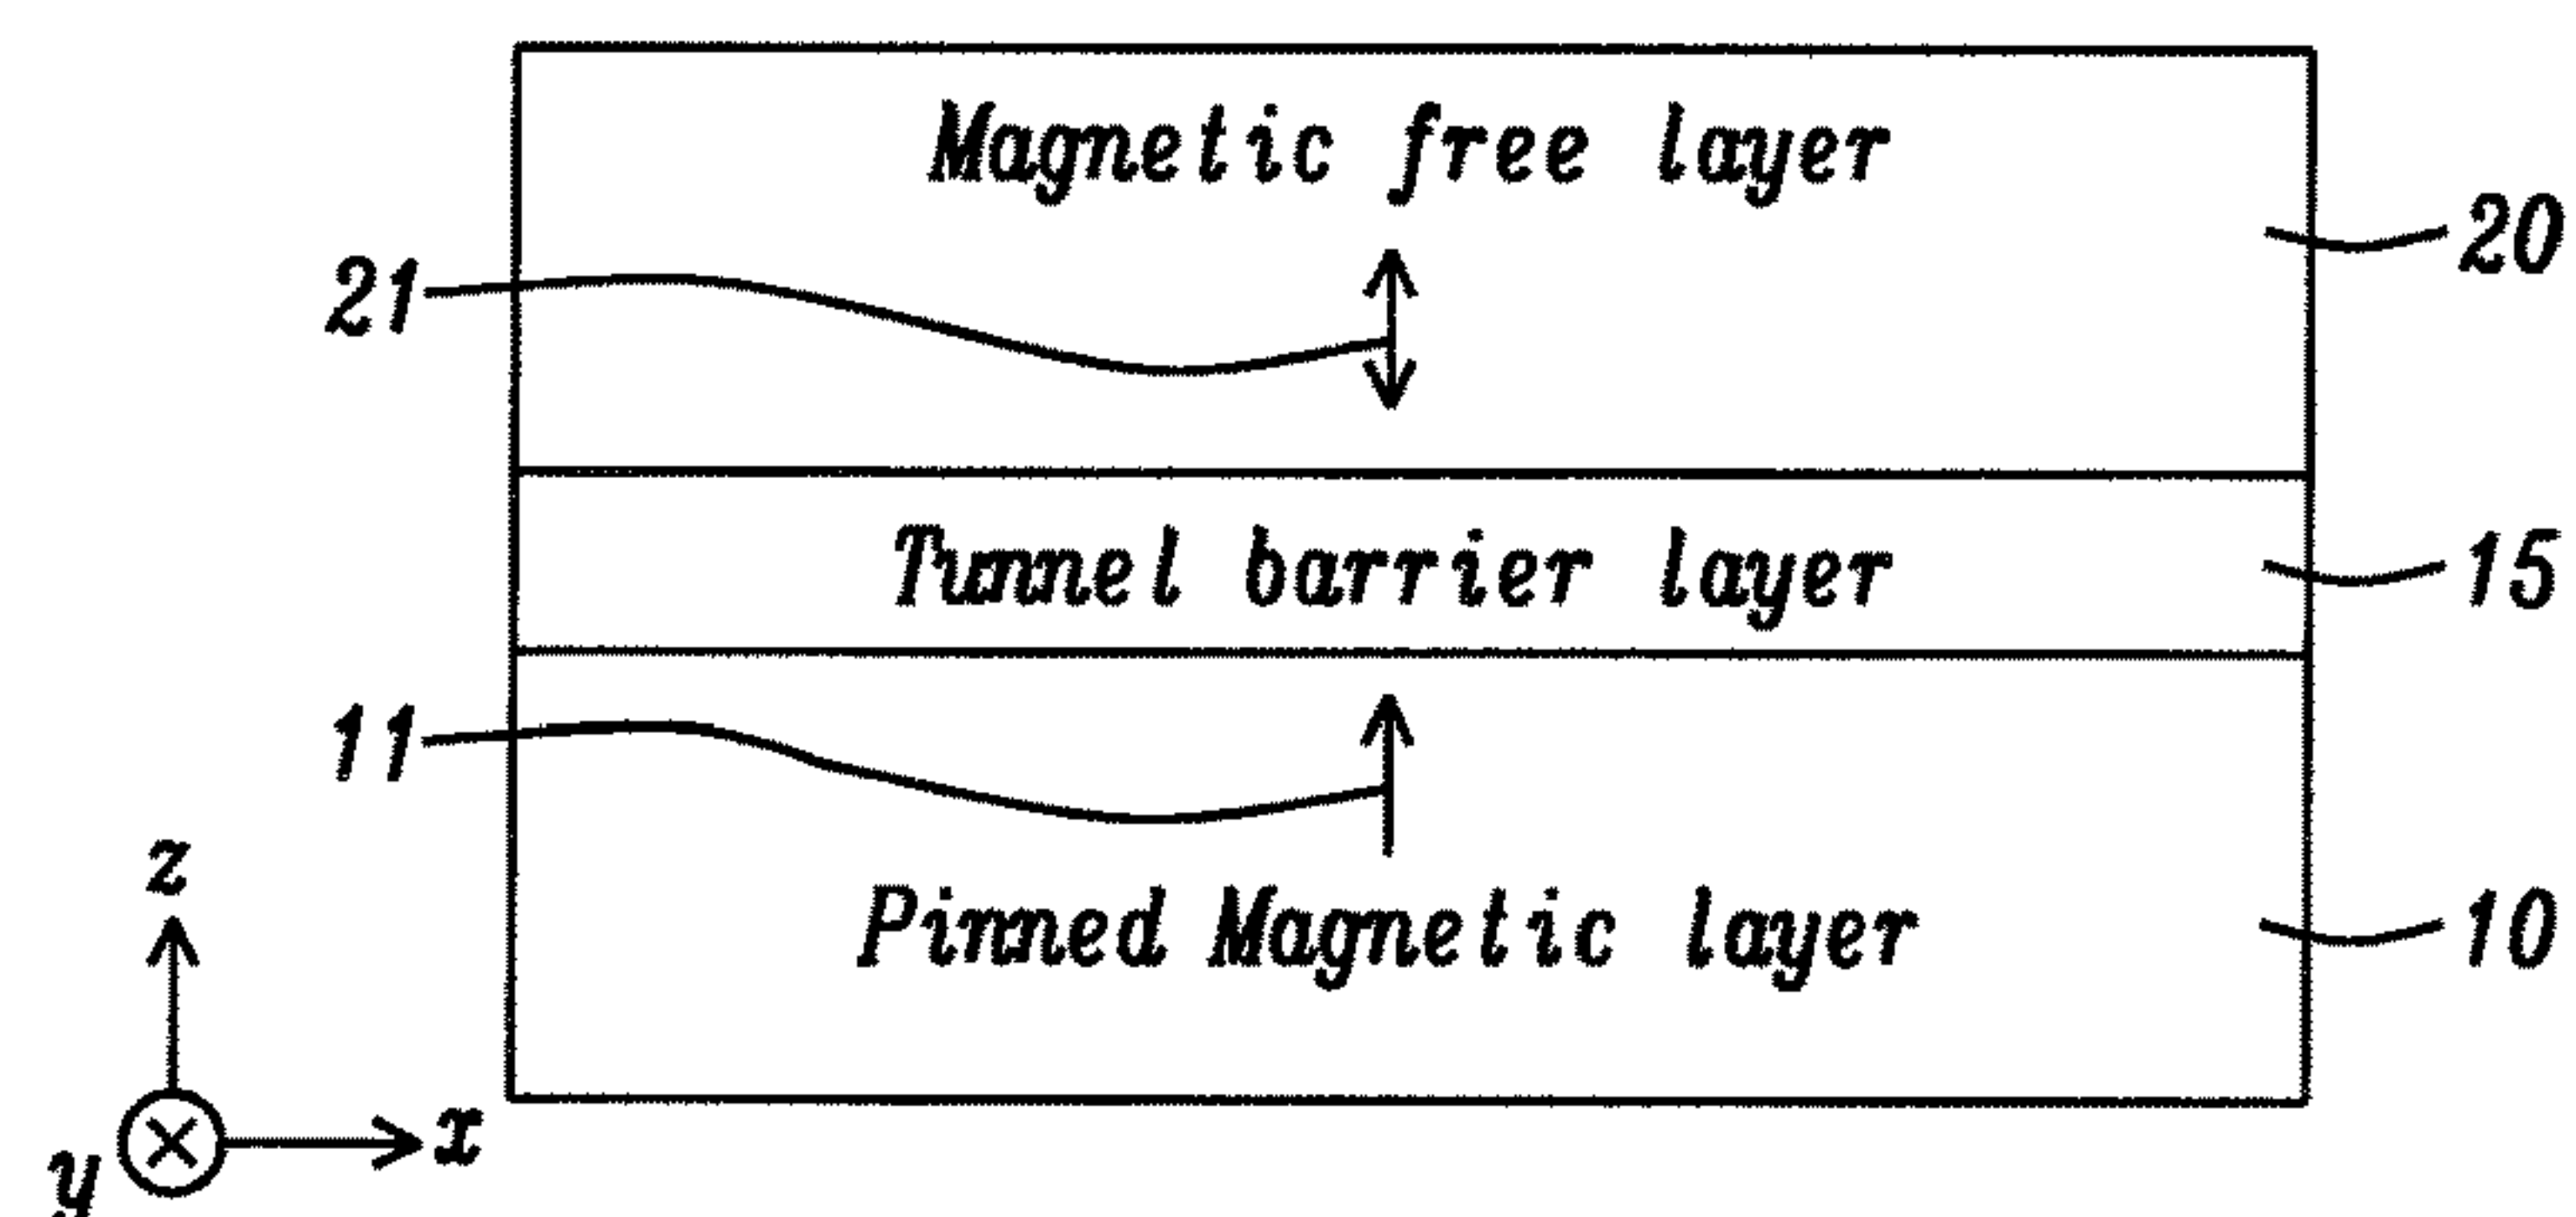 Magnetic free layer
20
21
Tunnel barrier layer
15
11
Pinned Magnetic layer
10
z
x
y